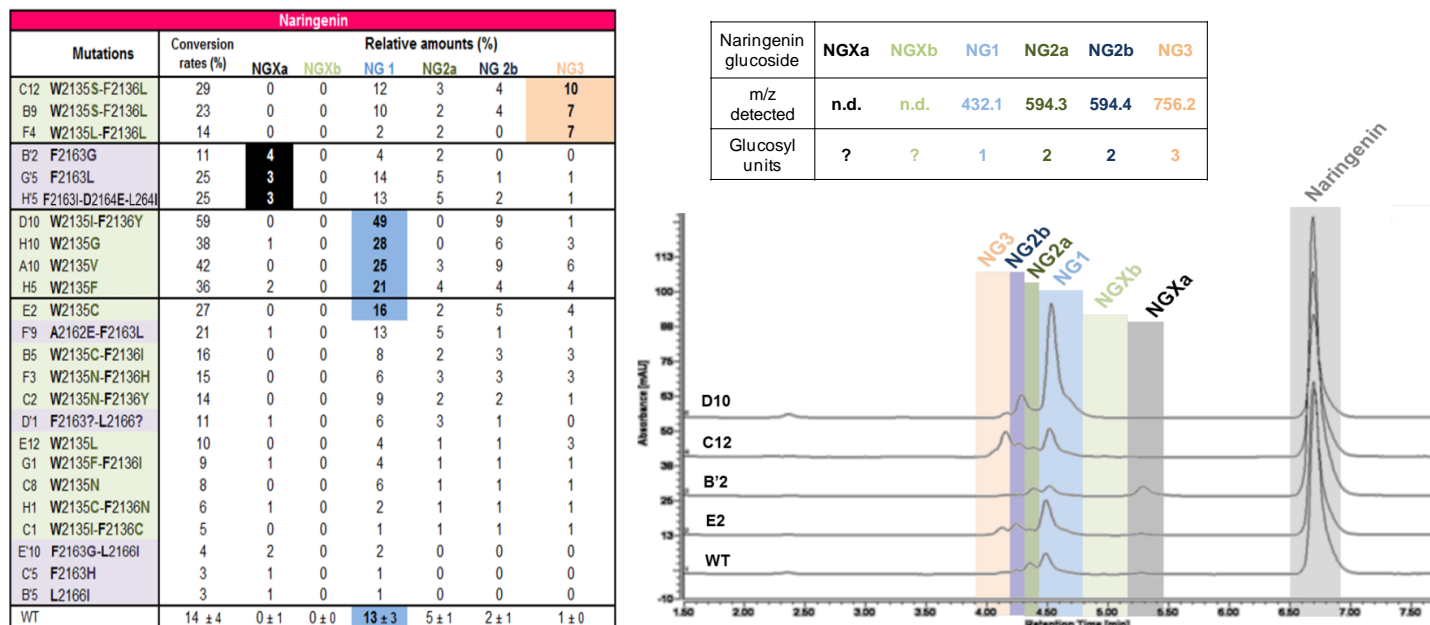 Naringenin
Mutations Conversion rates (%) Relative amounts (%)
NGXa NGXb NG 1 NG2a NG 2b NG3
C12 W2135S-F2136L 29 0 0 12 3 4 10
B9 W2135S-F2136L 23 0 0 10 2 4 7
F4 W2135L-F2136L 14 0 0 2 2 0 7
B'2 F2163G 11 4 0 4 2 0 0
G'5 F2163L 25 3 0 14 5 1 1
H'5 F2163I-D2164E-L264I 25 3 0 13 5 2 1
D10 W2135I-F2136Y 59 0 0 49 0 9 1
H10 W2135G 38 1 0 28 0 6 3
A10 W2135V 42 0 0 25 3 9 6
H5 W2135F 36 2 0 21 4 4 4
E2 W2135C 27 0 0 16 2 5 4
F'9 A2162E-F2163L 21 1 0 13 5 1 1
B5 W2135C-F2136I 16 0 0 8 2 3 3
F3 W2135N-F2136H 15 0 0 6 3 3 3
C2 W2135N-F2136Y 14 0 0 9 2 2 1
D'1 F2163?-L2166? 11 1 0 6 3 1 0
E12 W2135L 10 0 0 4 1 1 3
G1 W2135F-F2136I 9 1 0 4 1 1 1
C8 W2135N 8 0 0 6 1 1 1
H1 W2135C-F2136N 6 1 0 2 1 1 1
C1 W2135I-F2136C 5 0 0 1 1 1 1
E'10 F2163G-L2166I 4 2 0 2 0 0 0
C'5 F2163H 3 1 0 1 0 0 0
B'5 L2166I 3 1 0 1 0 0 0
WT 14 ± 4 0 ± 1 0 ± 0 13 ± 3 5 ± 1 2 ± 1 1 ± 0
Naringenin glucoside NGXa NGXb NG1 NG2a NG2b NG3
m/z detected n.d. n.d. 432.1 594.3 594.4 756.2
Glucosyl units ? ? 1 2 2 3
NG3 NG2b NG2a NG1 NGXb NGXa Naringenin
Absorbance [mAU]
113
100
88
75
63
50
38
25
13
-10
D10
C12
B'2
E2
WT
1.50 2.00 2.50 3.00 3.50 4.00 4.50 5.00 5.50 6.00 6.50 7.00
Retention Time [min]